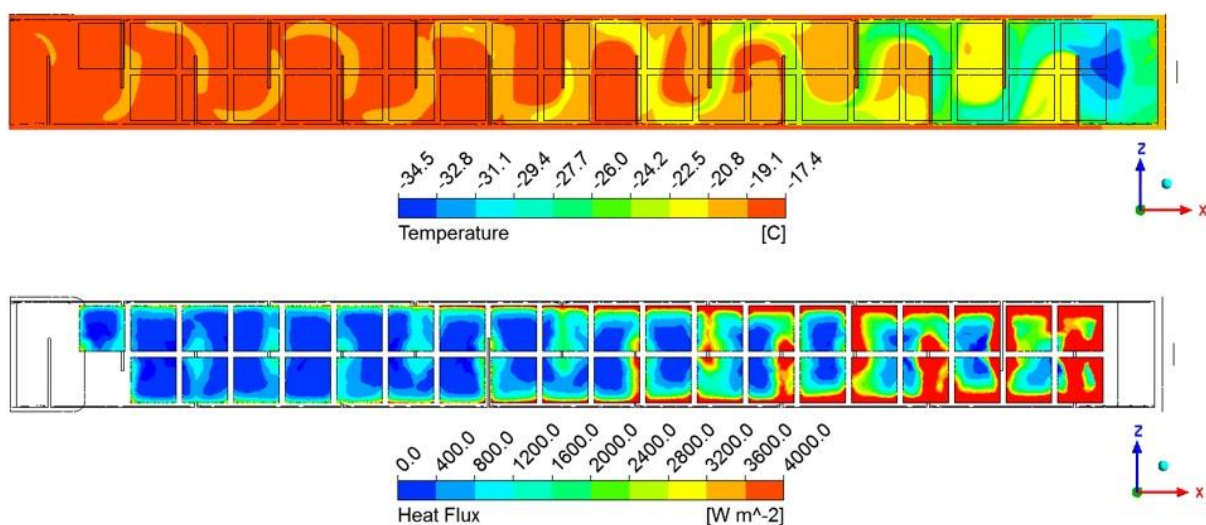 Z
X
-34.5 -32.8 -31.1 -29.4 -27.7 -26.0 -24.2 -22.5 -20.8 -19.1 -17.4
Temperature [C]
Z
X
0.0 400.0 800.0 1200.0 1600.0 2000.0 2400.0 2800.0 3200.0 3600.0 4000.0
Heat Flux [W m^-2]